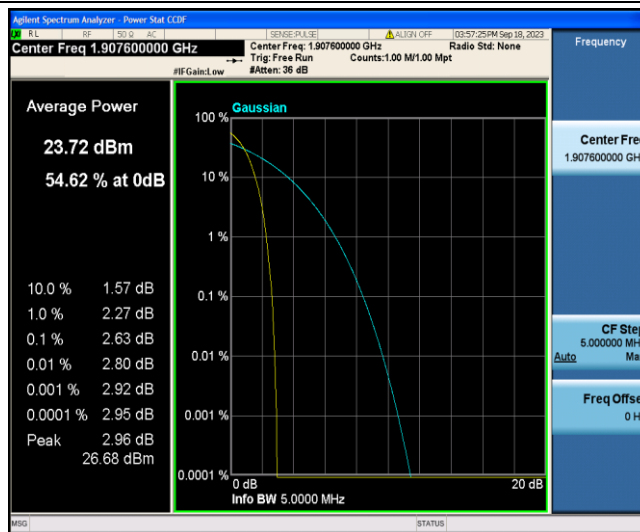 Agilent Spectrum Analyzer - Power Stat CCDF
RL RF 50 Ω AC SENSE:PULSE ALIGN OFF 03:57:25PM Sep 18, 2023
Center Freq 1.907600000 GHz
Center Freq: 1.907600000 GHz Radio Std: None
Trig: Free Run Counts:1.00 M/1.00 Mpt
#IFGain:Low #Atten: 36 dB
Frequency
Average Power
23.72 dBm
54.62 % at 0dB
10.0 % 1.57 dB
1.0 % 2.27 dB
0.1 % 2.63 dB
0.01 % 2.80 dB
0.001 % 2.92 dB
0.0001 % 2.95 dB
Peak 2.96 dB
26.68 dBm
Gaussian
100 %
10 %
1 %
0.1 %
0.01 %
0.001 %
0.0001 %
0 dB 20 dB
Info BW 5.0000 MHz
Center Fre
1.907600000 GH
CF Step
5.000000 MH
Auto Ma
Freq Offse
0 H
MSG STATUS